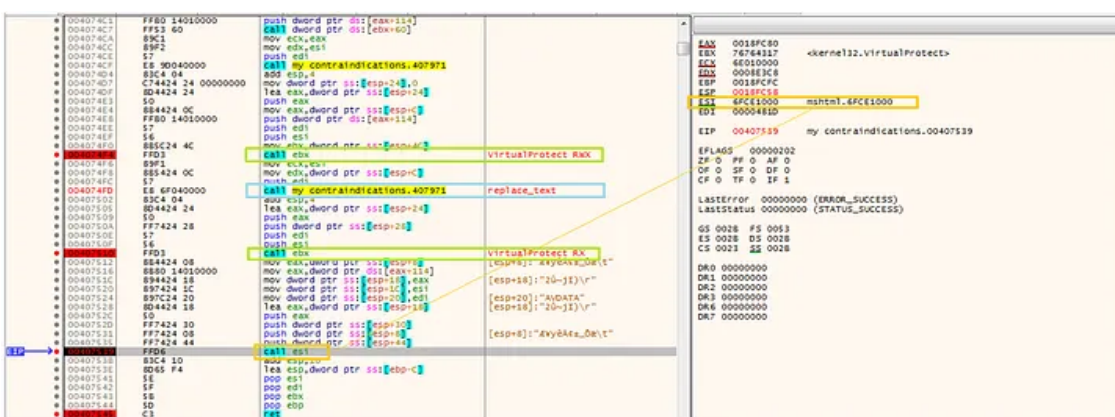 004074C1 FFB0 14010000 push dword ptr ds:[eax+114]
004074C7 FF53 60 call dword ptr ds:[ebx+60]
004074CA 89C1 mov ecx,eax
004074CC 89F2 mov edx,esi
004074CE 57 push edi
004074CF E8 9D040000 call my contraindications.407971
004074D4 83C4 04 add esp,4
C74424 24 00000000 mov dword ptr ss:[esp+24],0
8D4424 24 lea eax,dword ptr ss:[esp+24]
004074E3 50 push eax
004074E4 8B4424 0C mov eax,dword ptr ss:[esp+C]
FFB0 14010000 push dword ptr ds:[eax+114]
57 push edi
56 push esi
8B5C24 4C mov ebx,dword ptr ss:[esp+4C]
FFD3 call ebx VirtualProtect RWX
89F1 mov ecx,esi
8B5424 0C mov edx,dword ptr ss:[esp+C]
57 push edi
004074FD E8 6F040000 call my contraindications.407971 replace_text
00407502 83C4 04 add esp,4
00407505 8D4424 24 lea eax,dword ptr ss:[esp+24]
00407509 50 push eax
0040750A FF7424 28 push dword ptr ss:[esp+28]
57 push edi
56 push esi
00407510 FFD3 call ebx VirtualProtect RX
00407512 8B4424 08 mov eax,dword ptr ss:[esp+8]
00407516 8B80 14010000 mov eax,dword ptr ds:[eax+114]
894424 18 mov dword ptr ss:[esp+18],eax
897424 1C mov dword ptr ss:[esp+1C],esi
897C24 20 mov dword ptr ss:[esp+20],edi [esp+20]:"A\DATA"
8D4424 18 lea eax,dword ptr ss:[esp+18]
50 push eax
0040752D FF7424 30 push dword ptr ss:[esp+30]
00407531 FF7424 08 push dword ptr ss:[esp+8]
00407535 FF7424 44 push dword ptr ss:[esp+44]
EIP 00407539 FFD6 call esi
0040753B 83C4 10 add esp,10
0040753E 8D65 F4 lea esp,dword ptr ss:[ebp-C]
00407541 5E pop esi
00407542 5F pop edi
00407543 5B pop ebx
00407544 5D pop ebp
C3 ret
EAX 0018FC80
EBX 76764317 <kernel32.VirtualProtect>
ECX 6E010000
EDX 0008E3C8
EBP 0018FCFC
ESP 0018FC58
ESI 6FCE1000 mshtml.6FCE1000
EDI 0000481D
EIP 00407539 my contraindications.00407539
EFLAGS 00000202
ZF 0 PF 0 AF 0
OF 0 SF 0 DF 0
CF 0 TF 0 IF 1
LastError 00000000 (ERROR_SUCCESS)
LastStatus 00000000 (STATUS_SUCCESS)
GS 002B FS 0053
ES 002B DS 002B
CS 0023 SS 002B
DR0 00000000
DR1 00000000
DR2 00000000
DR3 00000000
DR6 00000000
DR7 00000000